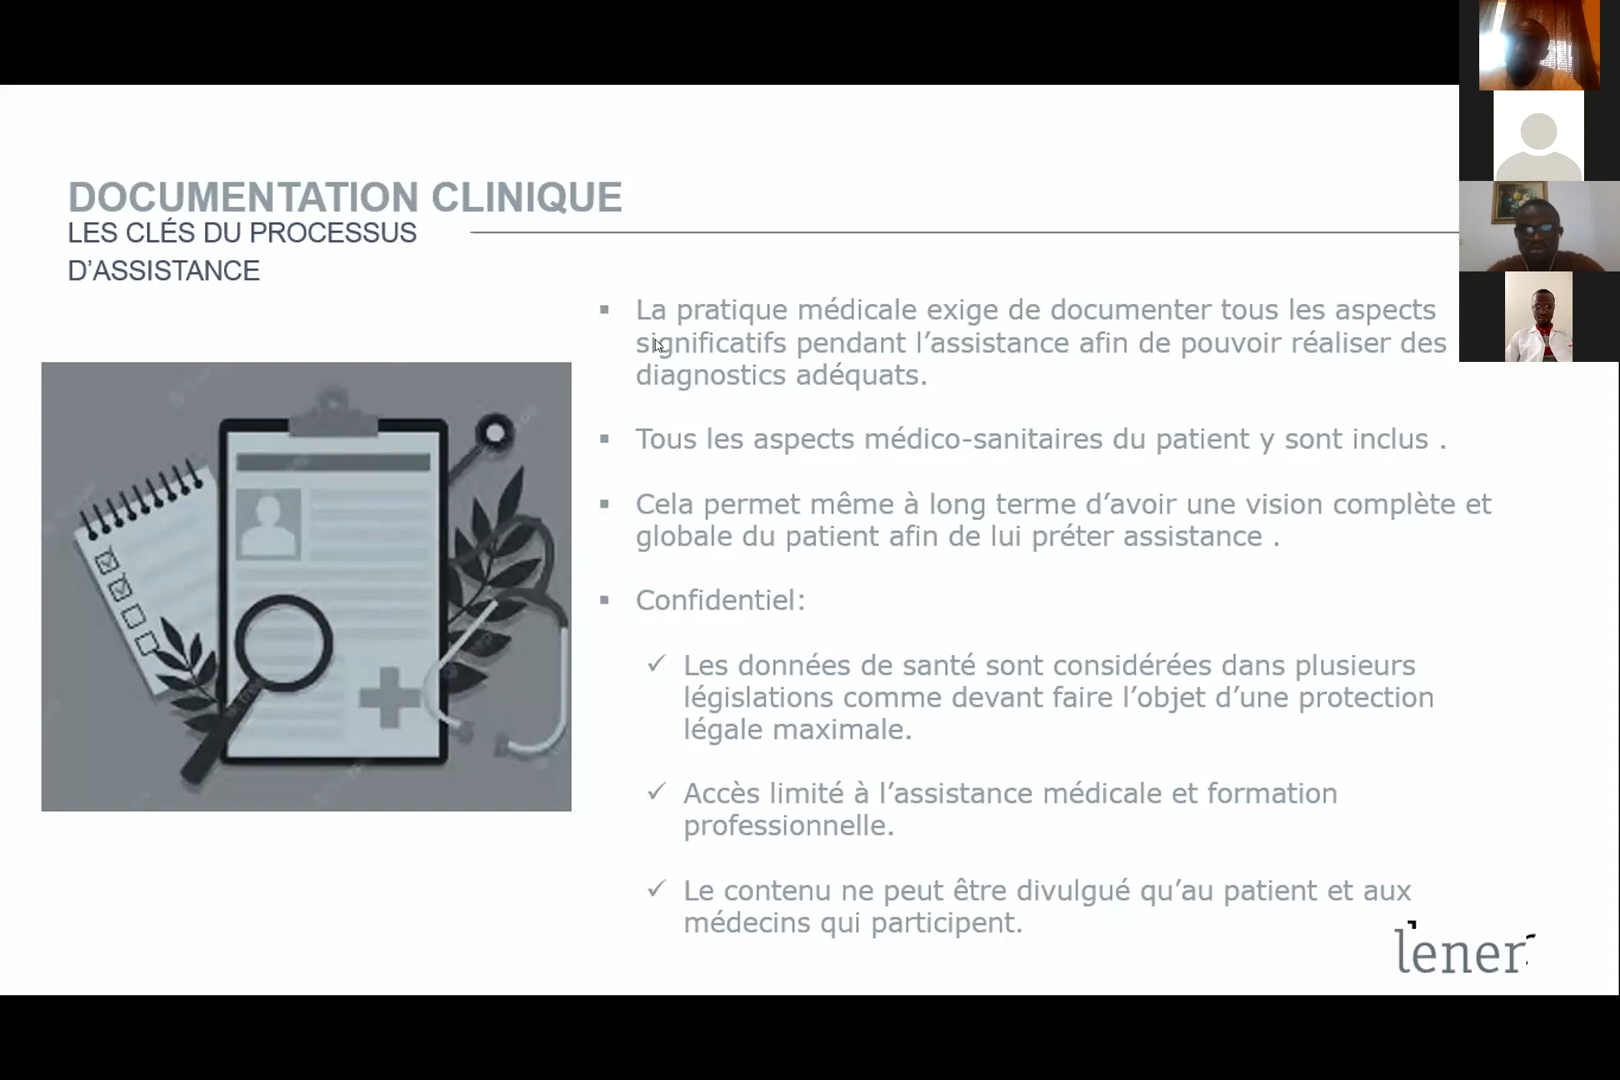 DOCUMENTATION CLINIQUE
LES CLÉS DU PROCESSUS
D’ASSISTANCE
La pratique médicale exige de documenter tous les aspects
significatifs pendant l’assistance afin de pouvoir réaliser des
diagnostics adéquats.
Tous les aspects médico-sanitaires du patient y sont inclus .
Cela permet même à long terme d’avoir une vision complète et
globale du patient afin de lui préter assistance .
Confidentiel:
Les données de santé sont considérées dans plusieurs
législations comme devant faire l’objet d’une protection
légale maximale.
Accès limité à l’assistance médicale et formation
professionnelle.
Le contenu ne peut être divulgué qu’au patient et aux
médecins qui participent.
lener